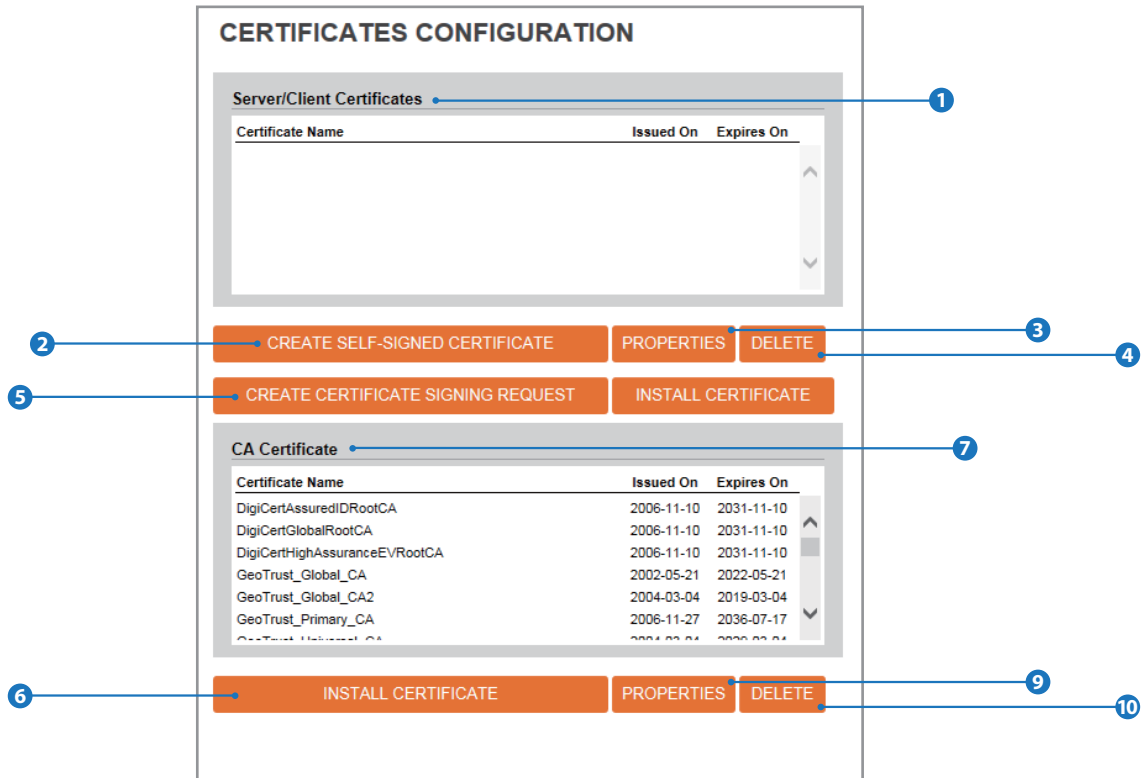 CERTIFICATES CONFIGURATION
Server/Client Certificates 1
Certificate Name Issued On Expires On
2 CREATE SELF-SIGNED CERTIFICATE PROPERTIES 3 DELETE 4
5 CREATE CERTIFICATE SIGNING REQUEST INSTALL CERTIFICATE
CA Certificate 7
Certificate Name Issued On Expires On
DigiCertAssuredIDRootCA 2006-11-10 2031-11-10
DigiCertGlobalRootCA 2006-11-10 2031-11-10
DigiCertHighAssuranceEVRootCA 2006-11-10 2031-11-10
GeoTrust_Global_CA 2002-05-21 2022-05-21
GeoTrust_Global_CA2 2004-03-04 2019-03-04
GeoTrust_Primary_CA 2006-11-27 2036-07-17
6 INSTALL CERTIFICATE PROPERTIES 9 DELETE 10